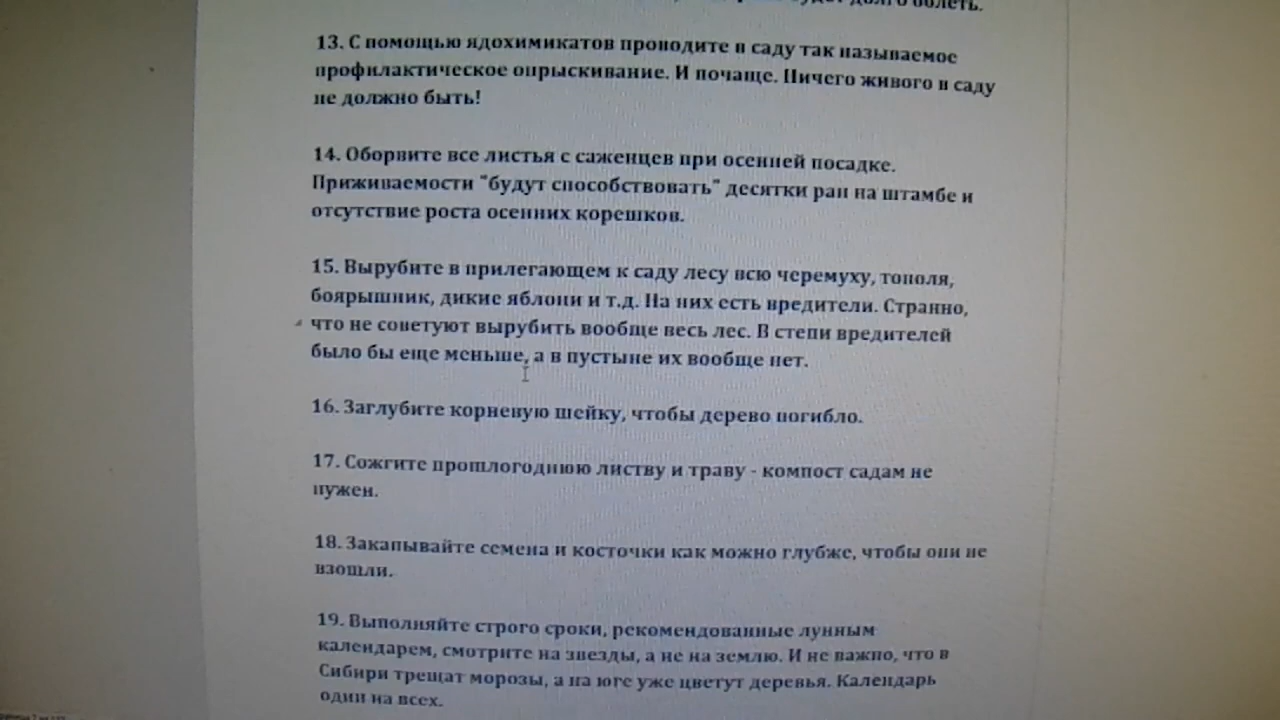 долго болеть.
13. С помощью ядохимикатов проводите в саду так называемое
профилактическое опрыскивание. И почаще. Ничего живого в саду
не должно быть!
14. Оборвите все листья с саженцев при осенней посадке.
Приживаемости "будут способствовать" десятки ран на штамбе и
отсутствие роста осенних корешков.
15. Вырубите в прилегающем к саду лесу всю черемуху, тополя,
боярышник, дикие яблони и т.д. На них есть вредители. Странно,
что не советуют вырубить вообще весь лес. В степи вредителей
было бы еще меньше, а в пустыне их вообще нет.
16. Заглубите корневую шейку, чтобы дерево погибло.
17. Сожгите прошлогоднюю листву и траву - компост садам не
нужен.
18. Закапывайте семена и косточки как можно глубже, чтобы они не
взошли.
19. Выполняйте строго сроки, рекомендованные лунным
календарем, смотрите на звезды, а не на землю. И не важно, что в
Сибири трещат морозы, а на юге уже цветут деревья. Календарь
один на всех.